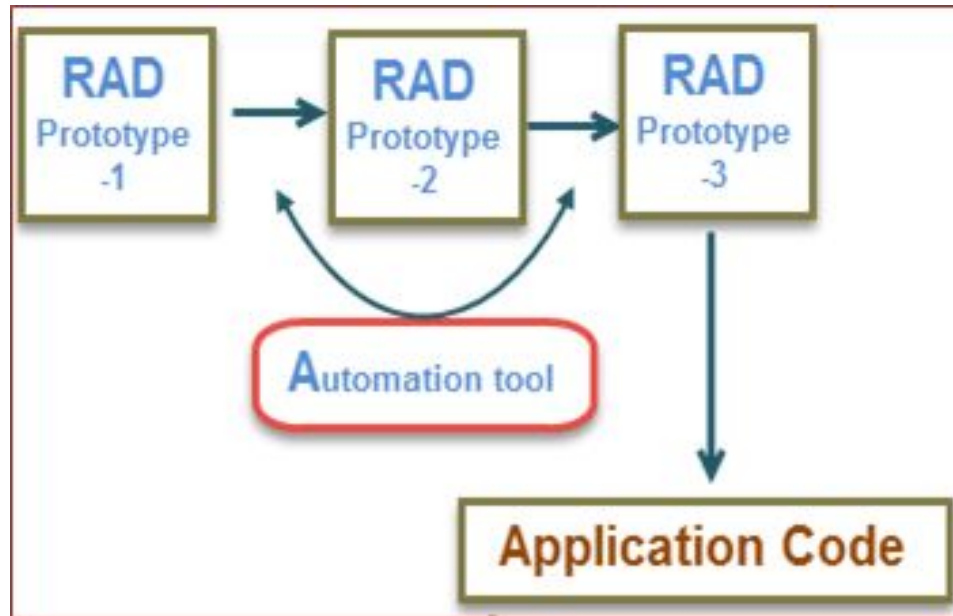 RAD
Prototype
-1
RAD
Prototype
-2
RAD
Prototype
-3
Automation tool
Application Code